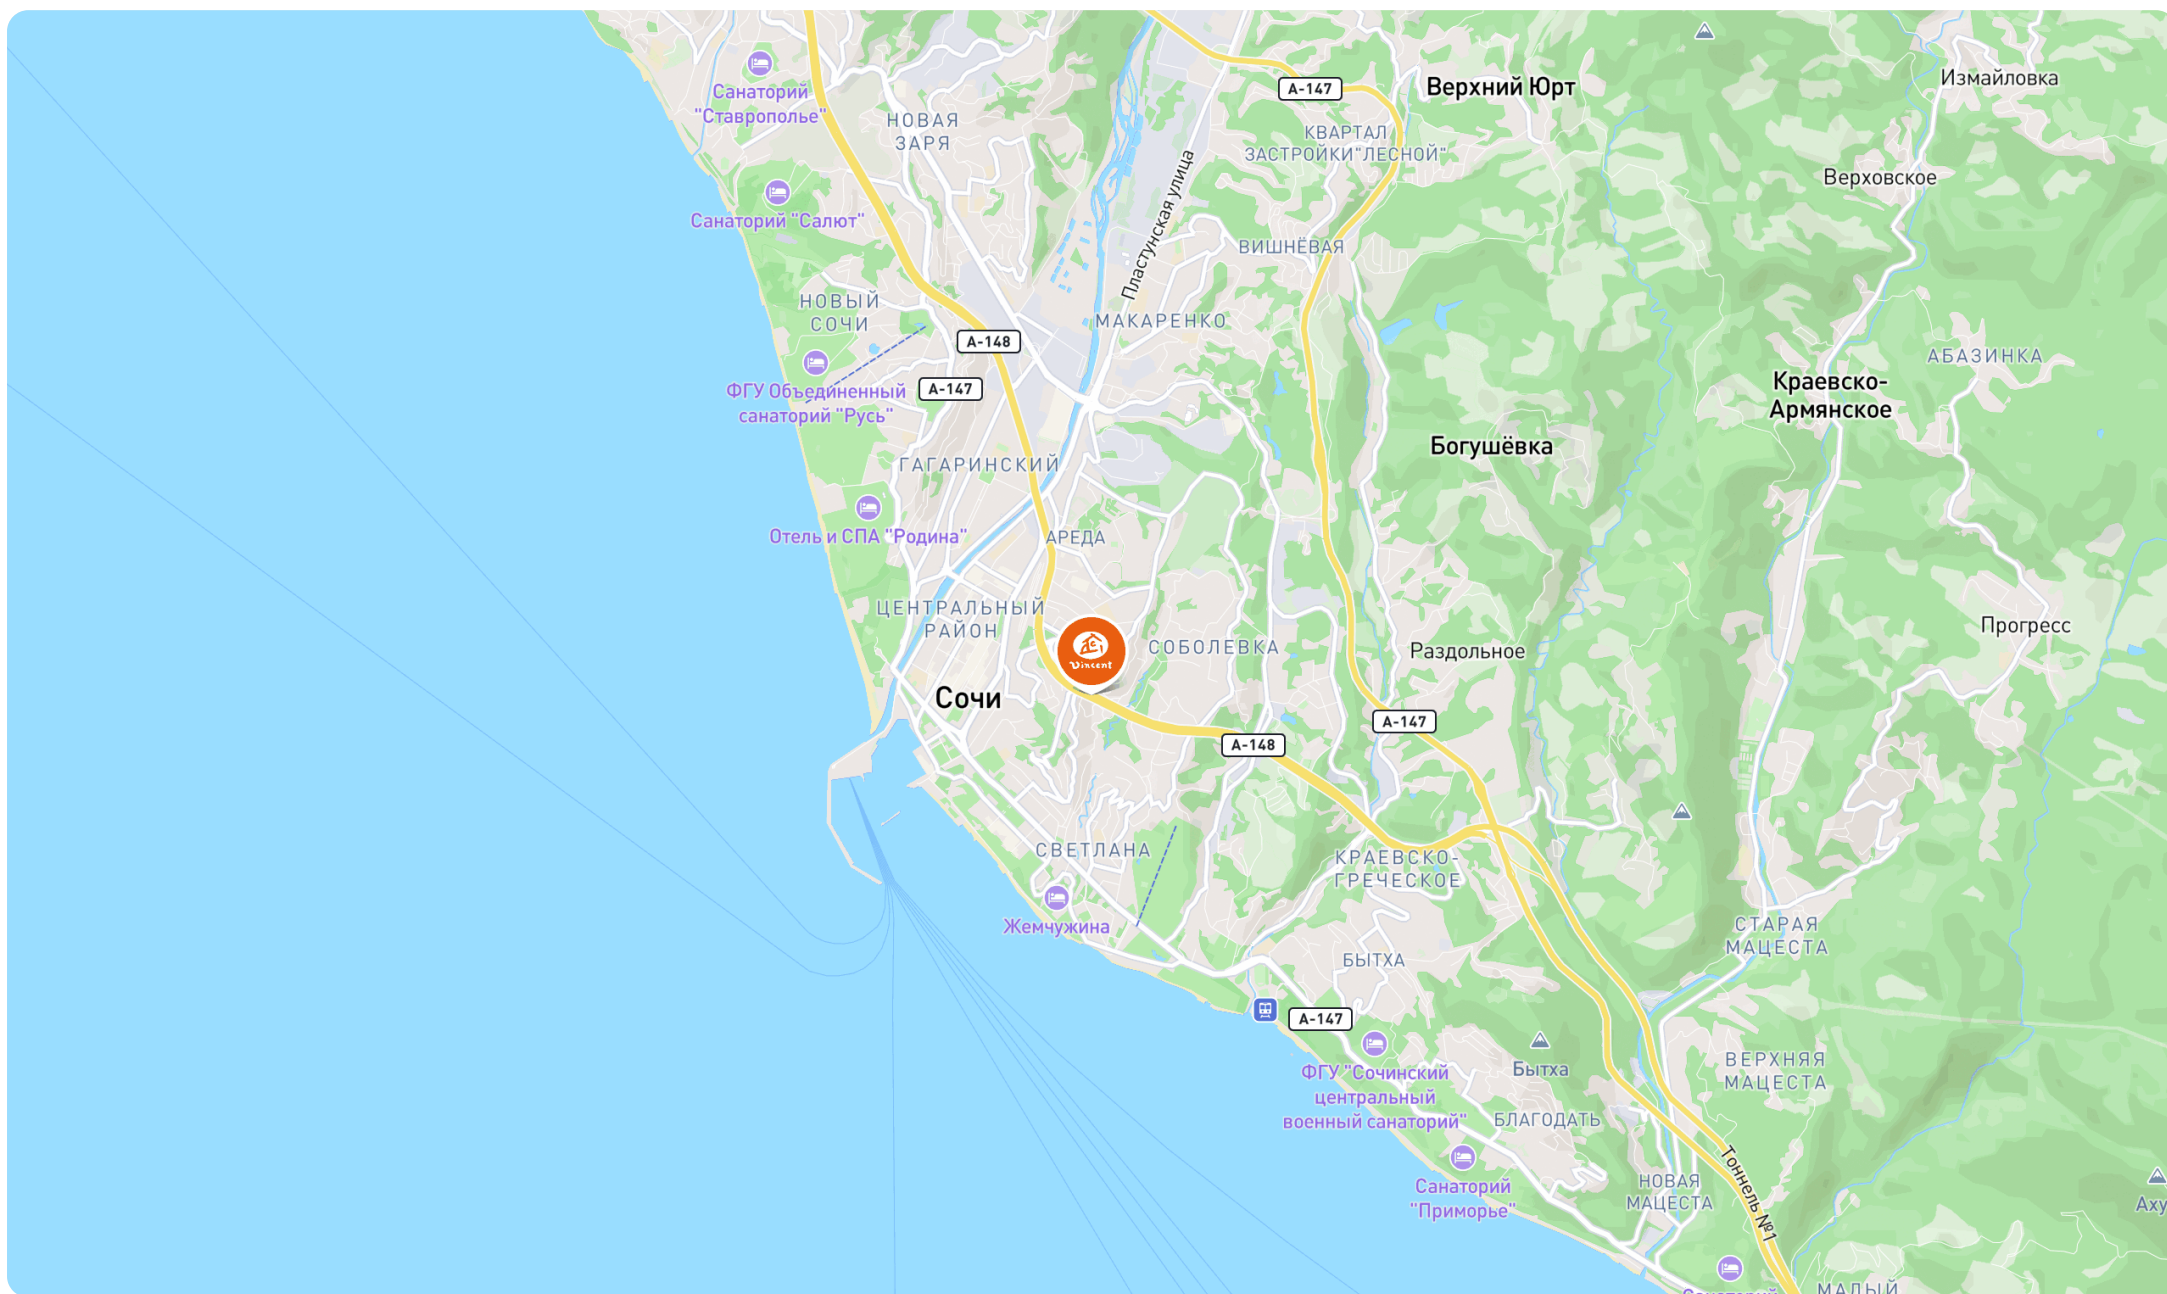 Верхний Юрт
Измайловка
А-147
Санаторий
"Ставрополье"
НОВАЯ
ЗАРЯ
КВАРТАЛ
ЗАСТРОЙКИ"ЛЕСНОЙ"
Верховское
Санаторий "Салют"
Пластунская улица
ВИШНЁВАЯ
НОВЫЙ
СОЧИ
МАКАРЕНКО
А-148
АБАЗИНКА
ФГУ Объединенный
санаторий "Русь"
А-147
Краевско-
Армянское
Богушёвка
ГАГАРИНСКИЙ
Отель и СПА "Родина"
АРЕДА
ЦЕНТРАЛЬНЫЙ
РАЙОН
Vincent
СОБОЛЕВКА
Раздольное
Прогресс
Сочи
А-147
А-148
СВЕТЛАНА
КРАЕВСКО-
ГРЕЧЕСКОЕ
Жемчужина
СТАРАЯ
МАЦЕСТА
БЫТХА
А-147
ФГУ "Сочинский
центральный
военный санаторий"
Бытха
ВЕРХНЯЯ
МАЦЕСТА
БЛАГОДАТЬ
Санаторий
"Приморье"
НОВАЯ
МАЦЕСТА
Тоннель №1
Аху
Санаторий
МАЛЫЙ